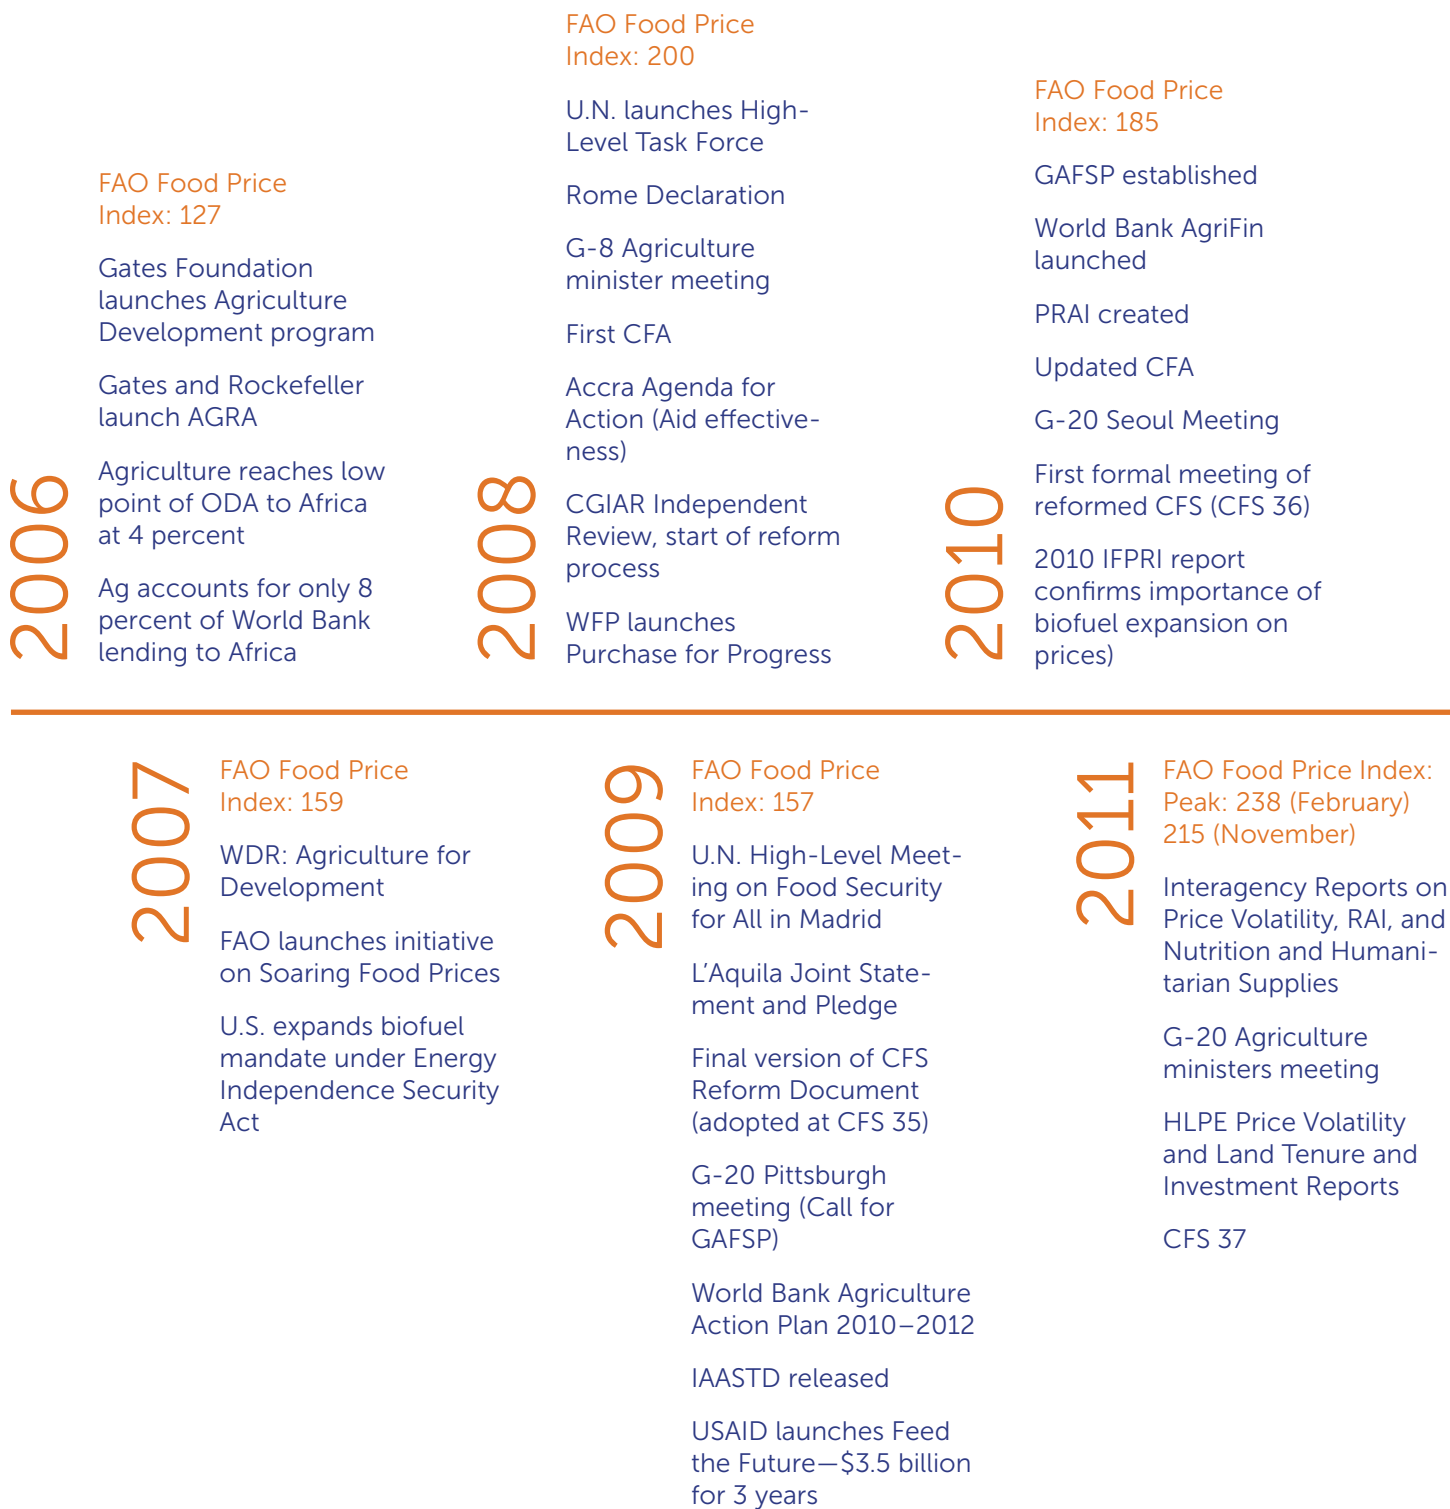 2006
FAO Food Price
Index: 127
Gates Foundation
launches Agriculture
Development program
Gates and Rockefeller
launch AGRA
Agriculture reaches low
point of ODA to Africa
at 4 percent
Ag accounts for only 8
percent of World Bank
lending to Africa
2008
FAO Food Price
Index: 200
U.N. launches High-
Level Task Force
Rome Declaration
G-8 Agriculture
minister meeting
First CFA
Accra Agenda for
Action (Aid effective-
ness)
CGIAR Independent
Review, start of reform
process
WFP launches
Purchase for Progress
2010
FAO Food Price
Index: 185
GAFSP established
World Bank AgriFin
launched
PRAI created
Updated CFA
G-20 Seoul Meeting
First formal meeting of
reformed CFS (CFS 36)
2010 IFPRI report
confirms importance of
biofuel expansion on
prices)
2007
FAO Food Price
Index: 159
WDR: Agriculture for
Development
FAO launches initiative
on Soaring Food Prices
U.S. expands biofuel
mandate under Energy
Independence Security
Act
2009
FAO Food Price
Index: 157
U.N. High-Level Meet-
ing on Food Security
for All in Madrid
L’Aquila Joint State-
ment and Pledge
Final version of CFS
Reform Document
(adopted at CFS 35)
G-20 Pittsburgh
meeting (Call for
GAFSP)
World Bank Agriculture
Action Plan 2010–2012
IAASTD released
USAID launches Feed
the Future—$3.5 billion
for 3 years
2011
FAO Food Price Index:
Peak: 238 (February)
215 (November)
Interagency Reports on
Price Volatility, RAI, and
Nutrition and Humani-
tarian Supplies
G-20 Agriculture
ministers meeting
HLPE Price Volatility
and Land Tenure and
Investment Reports
CFS 37